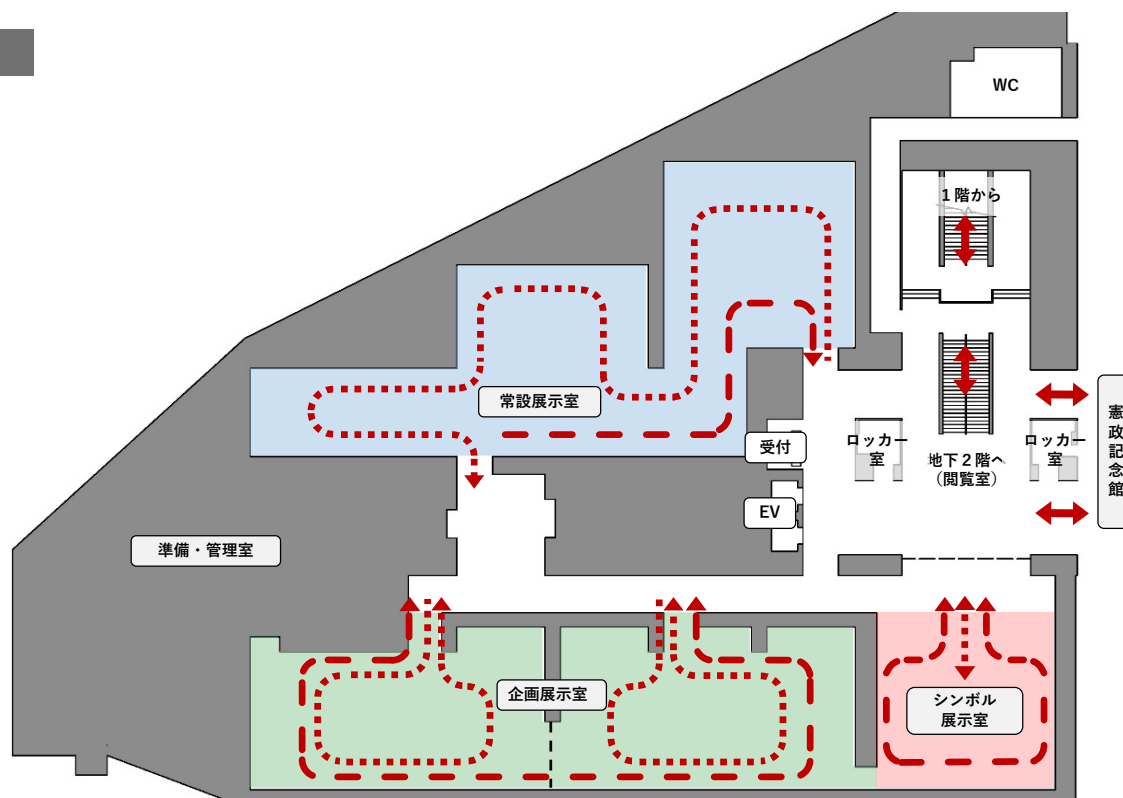 WC
1階から
常設展示室
受付
ロッカー
室
地下2階へ
（閲覧室）
ロッカー
室
憲政記念館
EV
準備・管理室
企画展示室
シンボル
展示室